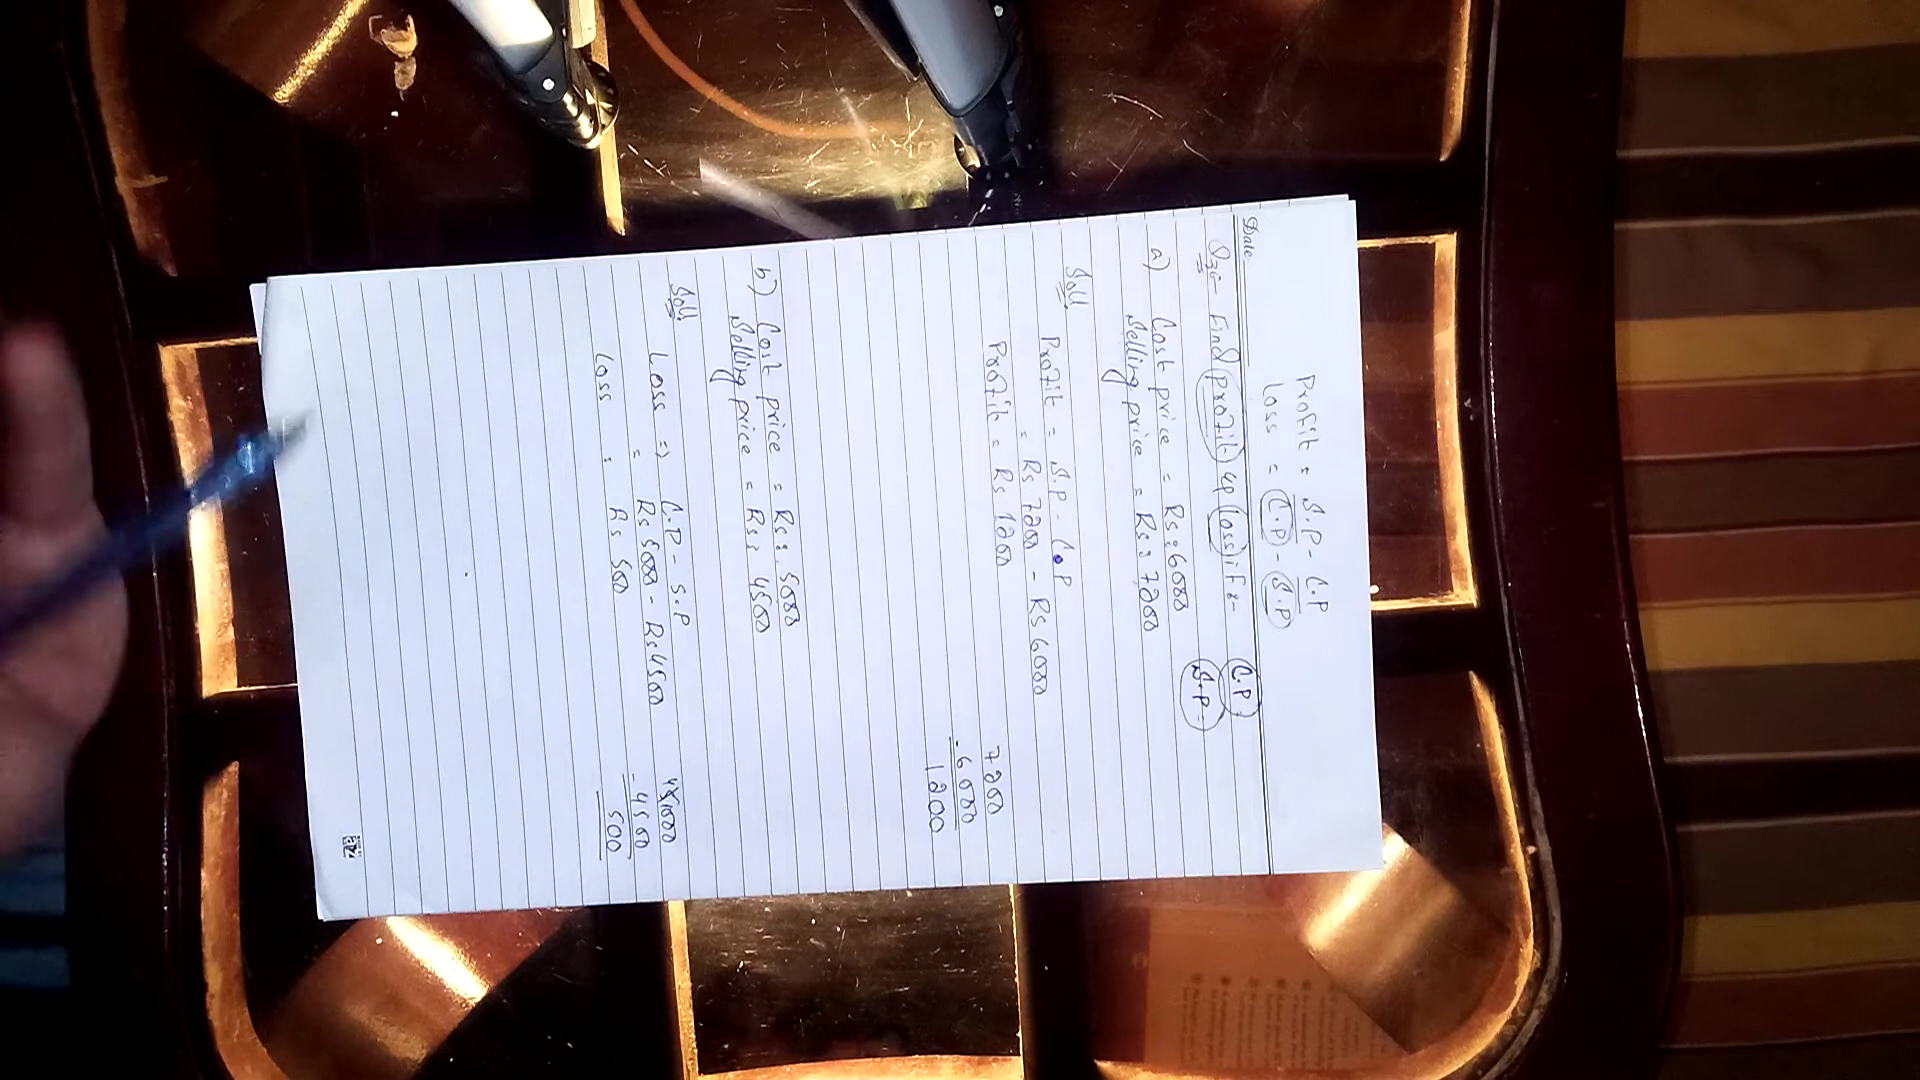 Profit = S.P - C.P
Loss = C.P - S.P
Date
C.P =
Q3:- Find profit or loss if:-
S.P =
a) Cost price = Rs: 6000
Selling price = Rs: 7200
Sol:
Profit = S.P - C.P
= Rs 7200 - Rs 6000
Profit = Rs 1200
7200
- 6000
1200
b) Cost price = Rs: 5000
Selling price = Rs: 4500
Sol:
Loss => C.P - S.P
= Rs 5000 - Rs 4500
Loss = Rs 500
- 4500
500